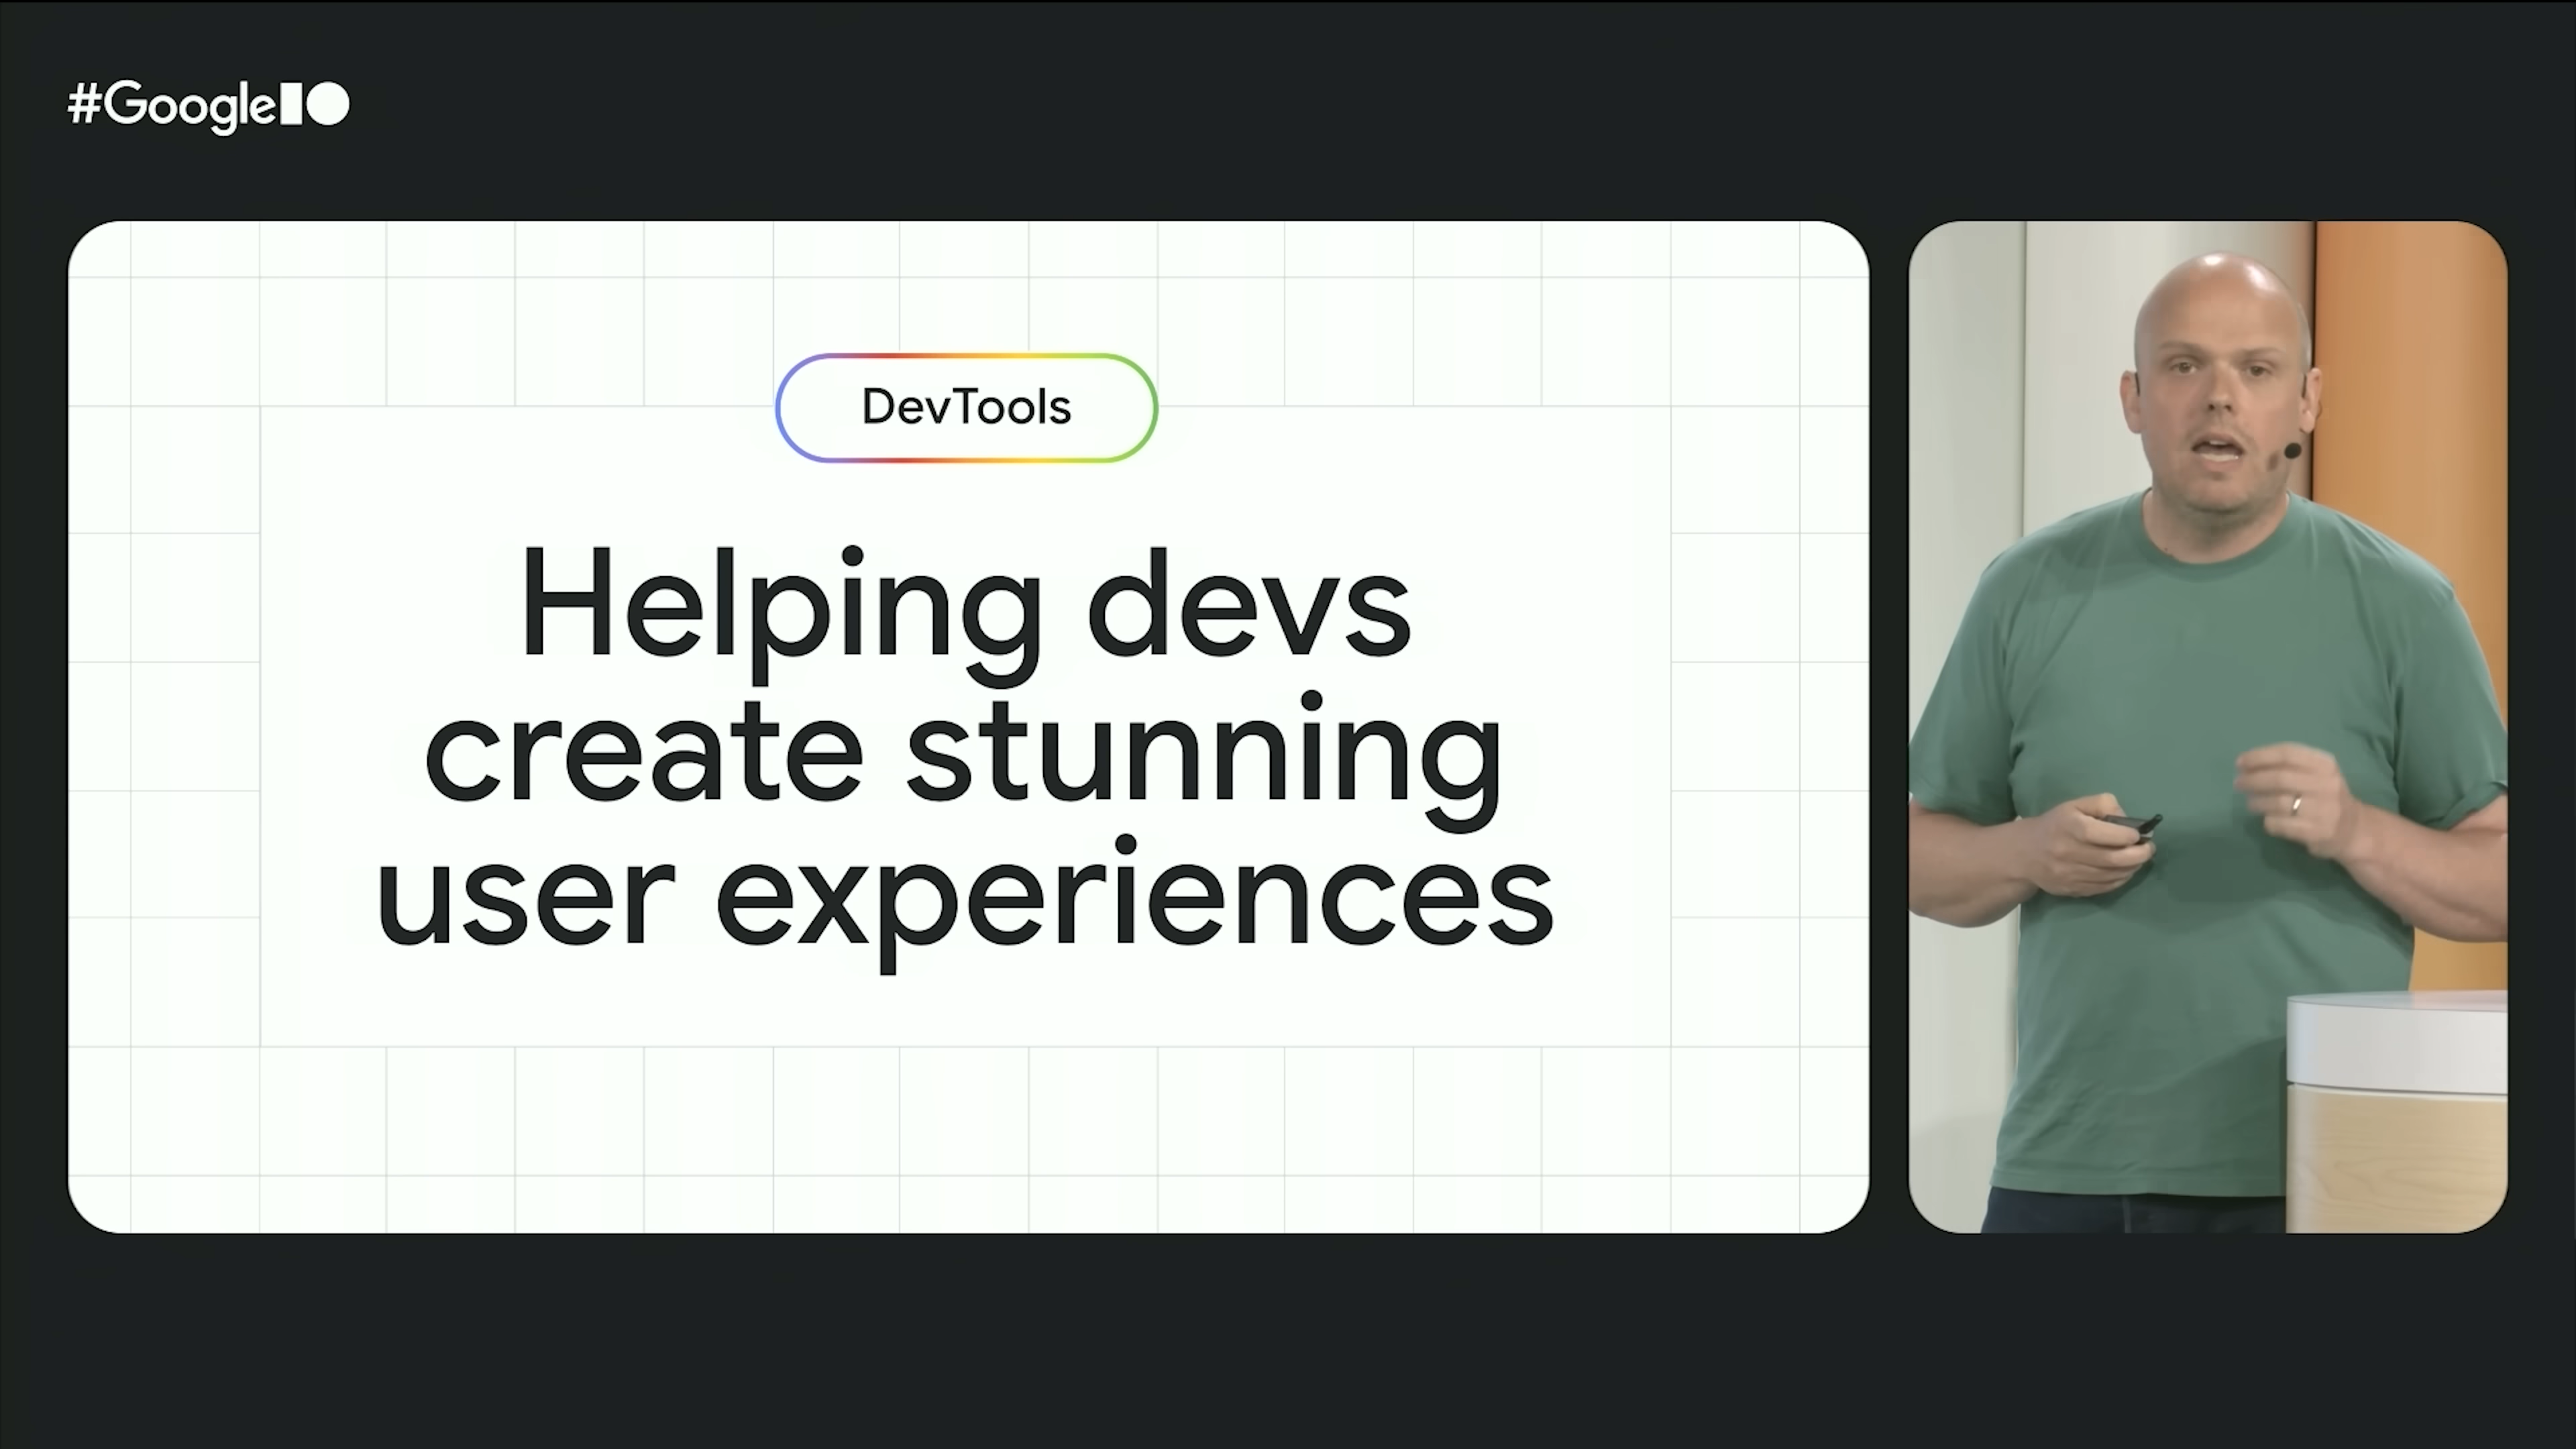 #GoogleIO
DevTools
Helping devs
create stunning
user experiences